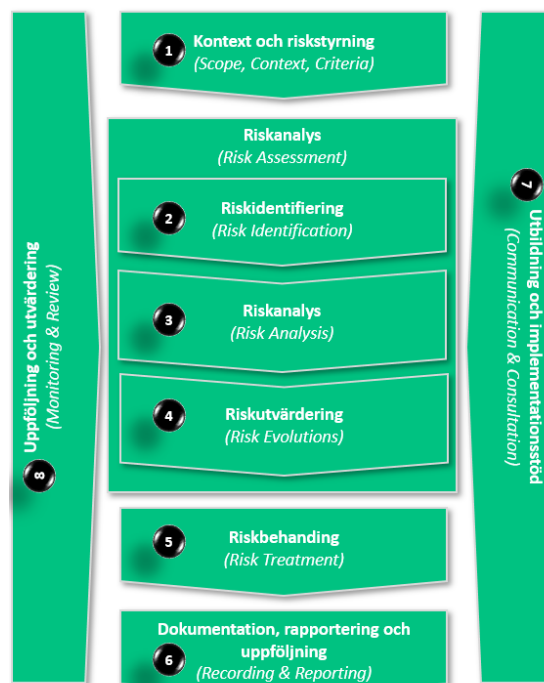 1
Kontext och riskstyrning
(Scope, Context, Criteria)
Riskanalys
(Risk Assessment)
2
Riskidentifiering
(Risk Identification)
3
Riskanalys
(Risk Analysis)
4
Riskutvärdering
(Risk Evolutions)
5
Riskbehanding
(Risk Treatment)
Dokumentation, rapportering och
uppföljning
6
(Recording & Reporting)
7
Utbildning och implementationsstöd
(Communication & Consultation)
8
Uppföljning och utvärdering
(Monitoring & Review)